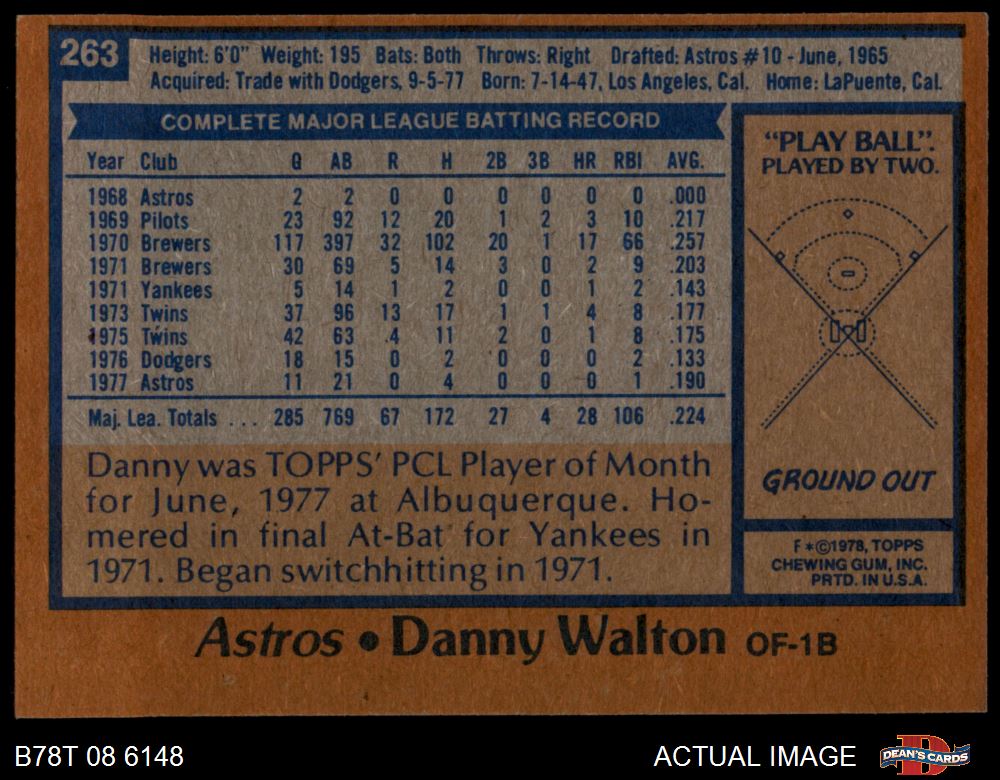 263
Height: 6'0" Weight: 195 Bats: Both Throws: Right Drafted: Astros #10 - June, 1965
Acquired: Trade with Dodgers, 9-5-77 Born: 7-14-47, Los Angeles, Cal. Home: LaPuente, Cal.
COMPLETE MAJOR LEAGUE BATTING RECORD
Year Club G AB R H 2B 3B HR RBI AVG.
1968 Astros 2 2 0 0 0 0 0 0 .000
1969 Pilots 23 92 12 20 1 2 3 10 .217
1970 Brewers 117 397 32 102 20 1 17 66 .257
1971 Brewers 30 69 5 14 3 0 2 9 .203
1971 Yankees 5 14 1 2 0 0 1 2 .143
1973 Twins 37 96 13 17 1 1 4 8 .177
1975 Twins 42 63 4 11 2 0 1 8 .175
1976 Dodgers 18 15 0 2 0 0 0 2 .133
1977 Astros 11 21 0 4 0 0 0 1 .190
Maj. Lea. Totals ... 285 769 67 172 27 4 28 106 .224
Danny was TOPPS' PCL Player of Month
for June, 1977 at Albuquerque. Ho-
mered in final At-Bat for Yankees in
1971. Began switchhitting in 1971.
"PLAY BALL".
PLAYED BY TWO.
GROUND OUT
F*©1978, TOPPS
CHEWING GUM, INC.
PRTD. IN U.S.A.
Astros • Danny Walton OF-1B
B78T 08 6148
ACTUAL IMAGE
D
DEAN'S CARDS